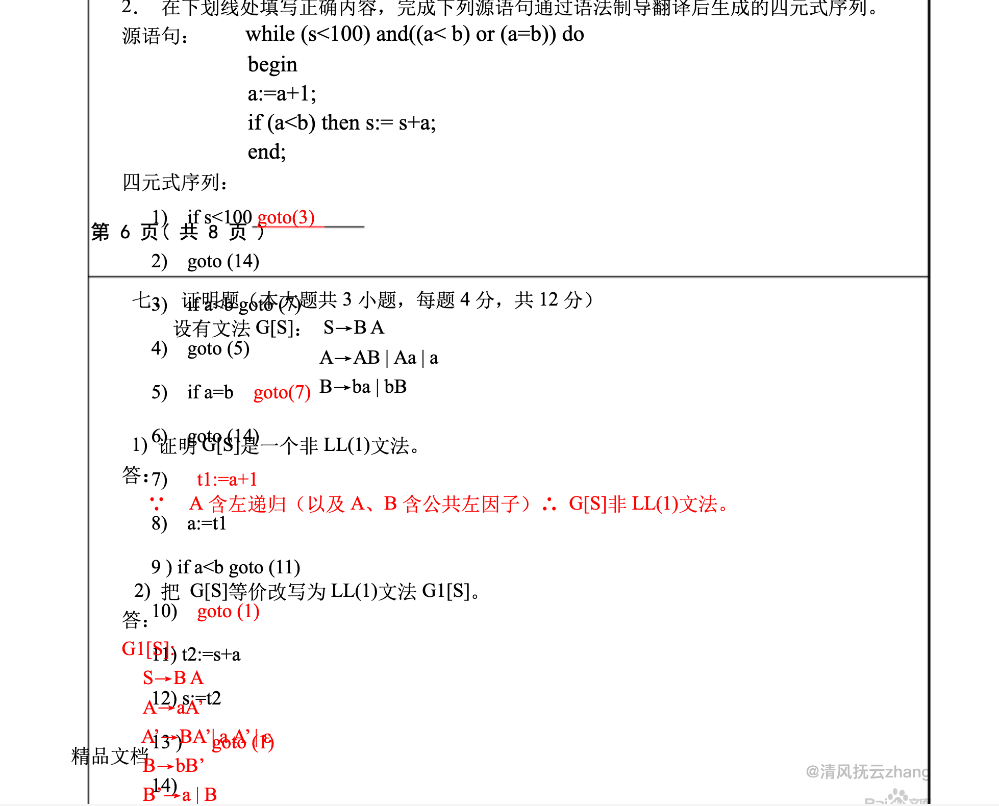 2． 在下划线处填写正确内容，完成下列源语句通过语法制导翻译后生成的四元式序列。
源语句： while (s<100) and((a< b) or (a=b)) do
begin
a:=a+1;
if (a<b) then s:= s+a;
end;
四元式序列：
1) if s<100 goto(3)
第 6 页( 共 8 页 )
2) goto (14)
七、 证明题（本大题共 3 小题，每题 4 分，共 12 分）
3) if a<b goto (7)
设有文法 G[S]： S→B A
4) goto (5)
A→AB | Aa | a
5) if a=b goto(7)
B→ba | bB
6) goto (14)
1) 证明 G[S]是一个非 LL(1)文法。
答：
7) t1:=a+1
∵ A 含左递归（以及 A、B 含公共左因子）∴ G[S]非 LL(1)文法。
8) a:=t1
9 ) if a<b goto (11)
2) 把 G[S]等价改写为 LL(1)文法 G1[S]。
10) goto (1)
答：
G1[S]:
11) t2:=s+a
S→B A
12) s:=t2
A→aA’
A’→BA’| a A’ | ε
13 ) goto (1)
精品文档
B→bB’
14)
B’→a | B
@清风抚云zhang